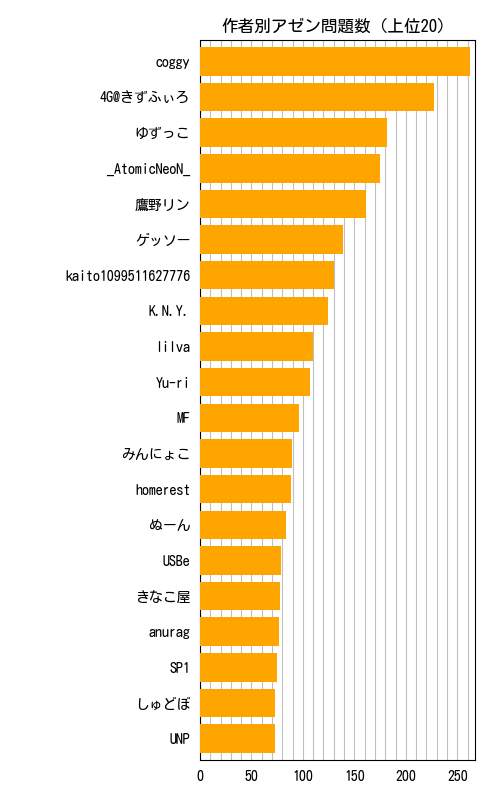 作者別アゼン問題数 (上位20)
coggy
4G@きずふぃろ
ゆずっこ
_AtomicNeoN_
鷹野リン
ゲッソー
kaito1099511627776
K.N.Y.
lilva
Yu-ri
MF
みんにょこ
homerest
ぬーん
USBe
きなこ屋
anurag
SP1
しゅどぼ
UNP
0 50 100 150 200 250